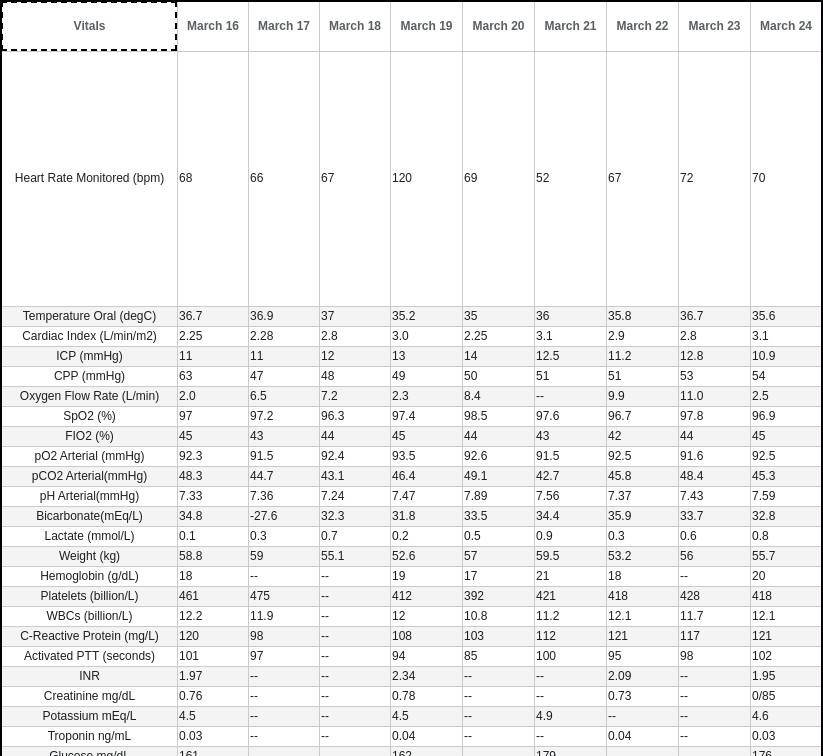 Vitals March 16 March 17 March 18 March 19 March 20 March 21 March 22 March 23 March 24
Heart Rate Monitored (bpm) 68 66 67 120 69 52 67 72 70
Temperature Oral (degC) 36.7 36.9 37 35.2 35 36 35.8 36.7 35.6
Cardiac Index (L/min/m2) 2.25 2.28 2.8 3.0 2.25 3.1 2.9 2.8 3.1
ICP (mmHg) 11 11 12 13 14 12.5 11.2 12.8 10.9
CPP (mmHg) 63 47 48 49 50 51 51 53 54
Oxygen Flow Rate (L/min) 2.0 6.5 7.2 2.3 8.4 -- 9.9 11.0 2.5
SpO2 (%) 97 97.2 96.3 97.4 98.5 97.6 96.7 97.8 96.9
FIO2 (%) 45 43 44 45 44 43 42 44 45
pO2 Arterial (mmHg) 92.3 91.5 92.4 93.5 92.6 91.5 92.5 91.6 92.5
pCO2 Arterial(mmHg) 48.3 44.7 43.1 46.4 49.1 42.7 45.8 48.4 45.3
pH Arterial(mmHg) 7.33 7.36 7.24 7.47 7.89 7.56 7.37 7.43 7.59
Bicarbonate(mEq/L) 34.8 -27.6 32.3 31.8 33.5 34.4 35.9 33.7 32.8
Lactate (mmol/L) 0.1 0.3 0.7 0.2 0.5 0.9 0.3 0.6 0.8
Weight (kg) 58.8 59 55.1 52.6 57 59.5 53.2 56 55.7
Hemoglobin (g/dL) 18 -- -- 19 17 21 18 -- 20
Platelets (billion/L) 461 475 -- 412 392 421 418 428 418
WBCs (billion/L) 12.2 11.9 -- 12 10.8 11.2 12.1 11.7 12.1
C-Reactive Protein (mg/L) 120 98 -- 108 103 112 121 117 121
Activated PTT (seconds) 101 97 -- 94 85 100 95 98 102
INR 1.97 -- -- 2.34 -- -- 2.09 -- 1.95
Creatinine mg/dL 0.76 -- -- 0.78 -- -- 0.73 -- 0/85
Potassium mEq/L 4.5 -- -- 4.5 -- 4.9 -- -- 4.6
Troponin ng/mL 0.03 -- -- 0.04 -- -- 0.04 -- 0.03
Glucose mg/dL 161 162 179 176